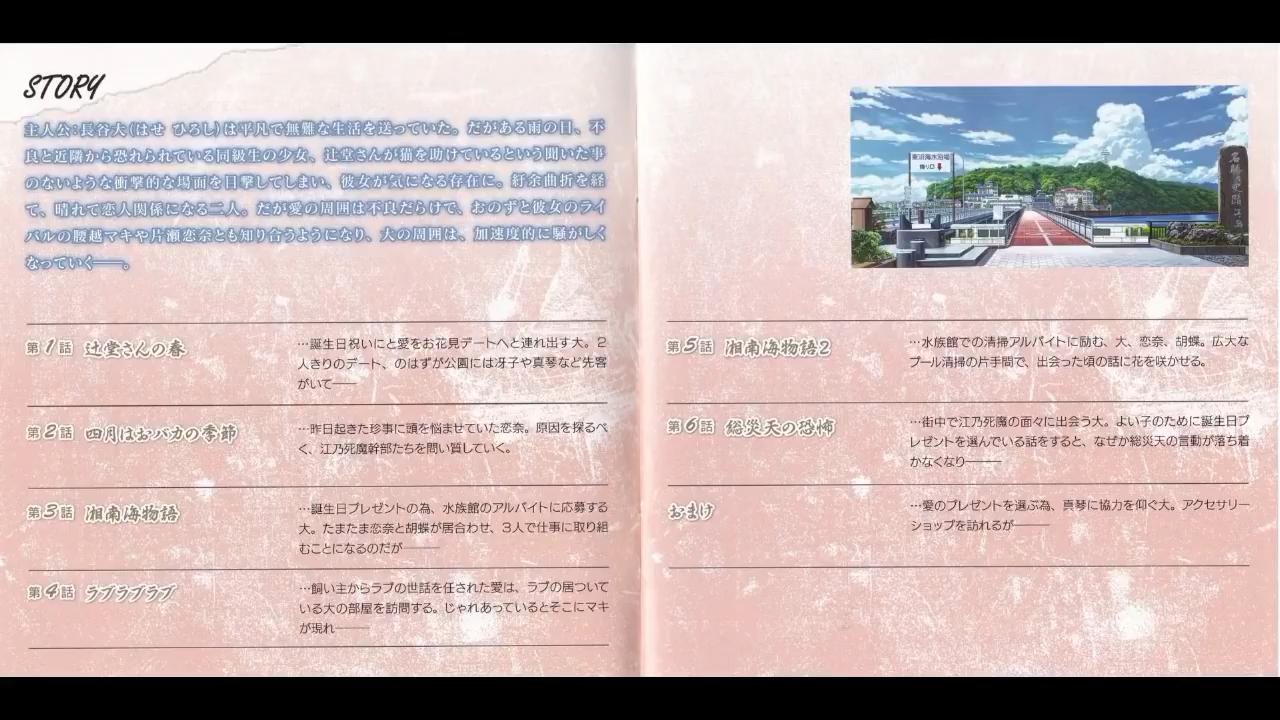 STORY
主人公:長谷大(はせ ひろし)は平凡で無難な生活を送っていた。だがある雨の日、不
良と近隣から恐れられている同級生の少女、辻堂さんが猫を助けているという聞いた事
のないような衝撃的な場面を目撃してしまい、彼女が気になる存在に。紆余曲折を経
て、晴れて恋人関係になる二人。だが愛の周囲は不良だらけで、おのずと彼女のライ
バルの腰越マキや片瀬恋奈とも知り合うようになり、大の周囲は、加速度的に騒がしく
なっていく――。
第1話 辻堂さんの春
…誕生日祝いにと愛をお花見デートへと連れ出す大。2
人きりのデート、のはずが公園には冴子や真琴など先客
がいて――
第2話 四月はおバカの季節
…昨日起きた珍事に頭を悩ませていた恋奈。原因を探るべ
く、江乃死魔幹部たちを問い質していく。
第3話 湘南海物語
…誕生日プレゼントの為、水族館のアルバイトに応募する
大。たまたま恋奈と胡蝶が居合わせ、3人で仕事に取り組
むことになるのだが――
第4話 ラブラブラブ
…飼い主からラブの世話を任された愛は、ラブの居ついて
いる大の部屋を訪問する。じゃれあっているとそこにマキ
が現れ――
東浜海水浴場
降り口
名勝史蹟江ノ島
第5話 湘南海物語2
…水族館での清掃アルバイトに励む、大、恋奈、胡蝶。広大な
プール清掃の片手間で、出会った頃の話に花を咲かせる。
第6話 総災天の恐怖
…街中で江乃死魔の面々に出会う大。よい子のために誕生日プ
レゼントを選んでいる話をすると、なぜか総災天の言動が落ち着
かなくなり――
おまけ
…愛のプレゼントを選ぶ為、真琴に協力を仰ぐ大。アクセサリー
ショップを訪れるが――